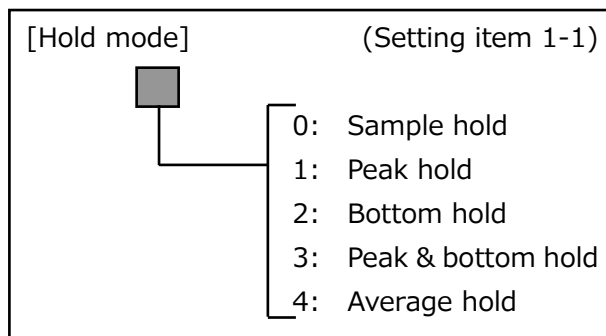 [Hold mode] (Setting item 1-1)
0: Sample hold
1: Peak hold
2: Bottom hold
3: Peak & bottom hold
4: Average hold